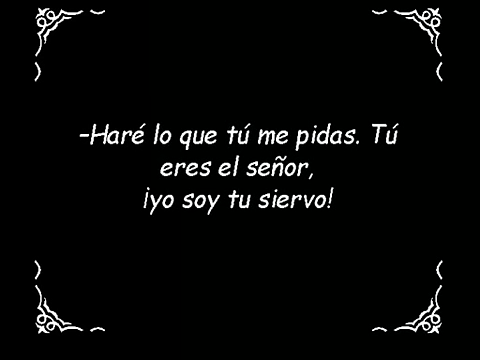 -Haré lo que tú me pidas. Tú
eres el señor,
¡yo soy tu siervo!